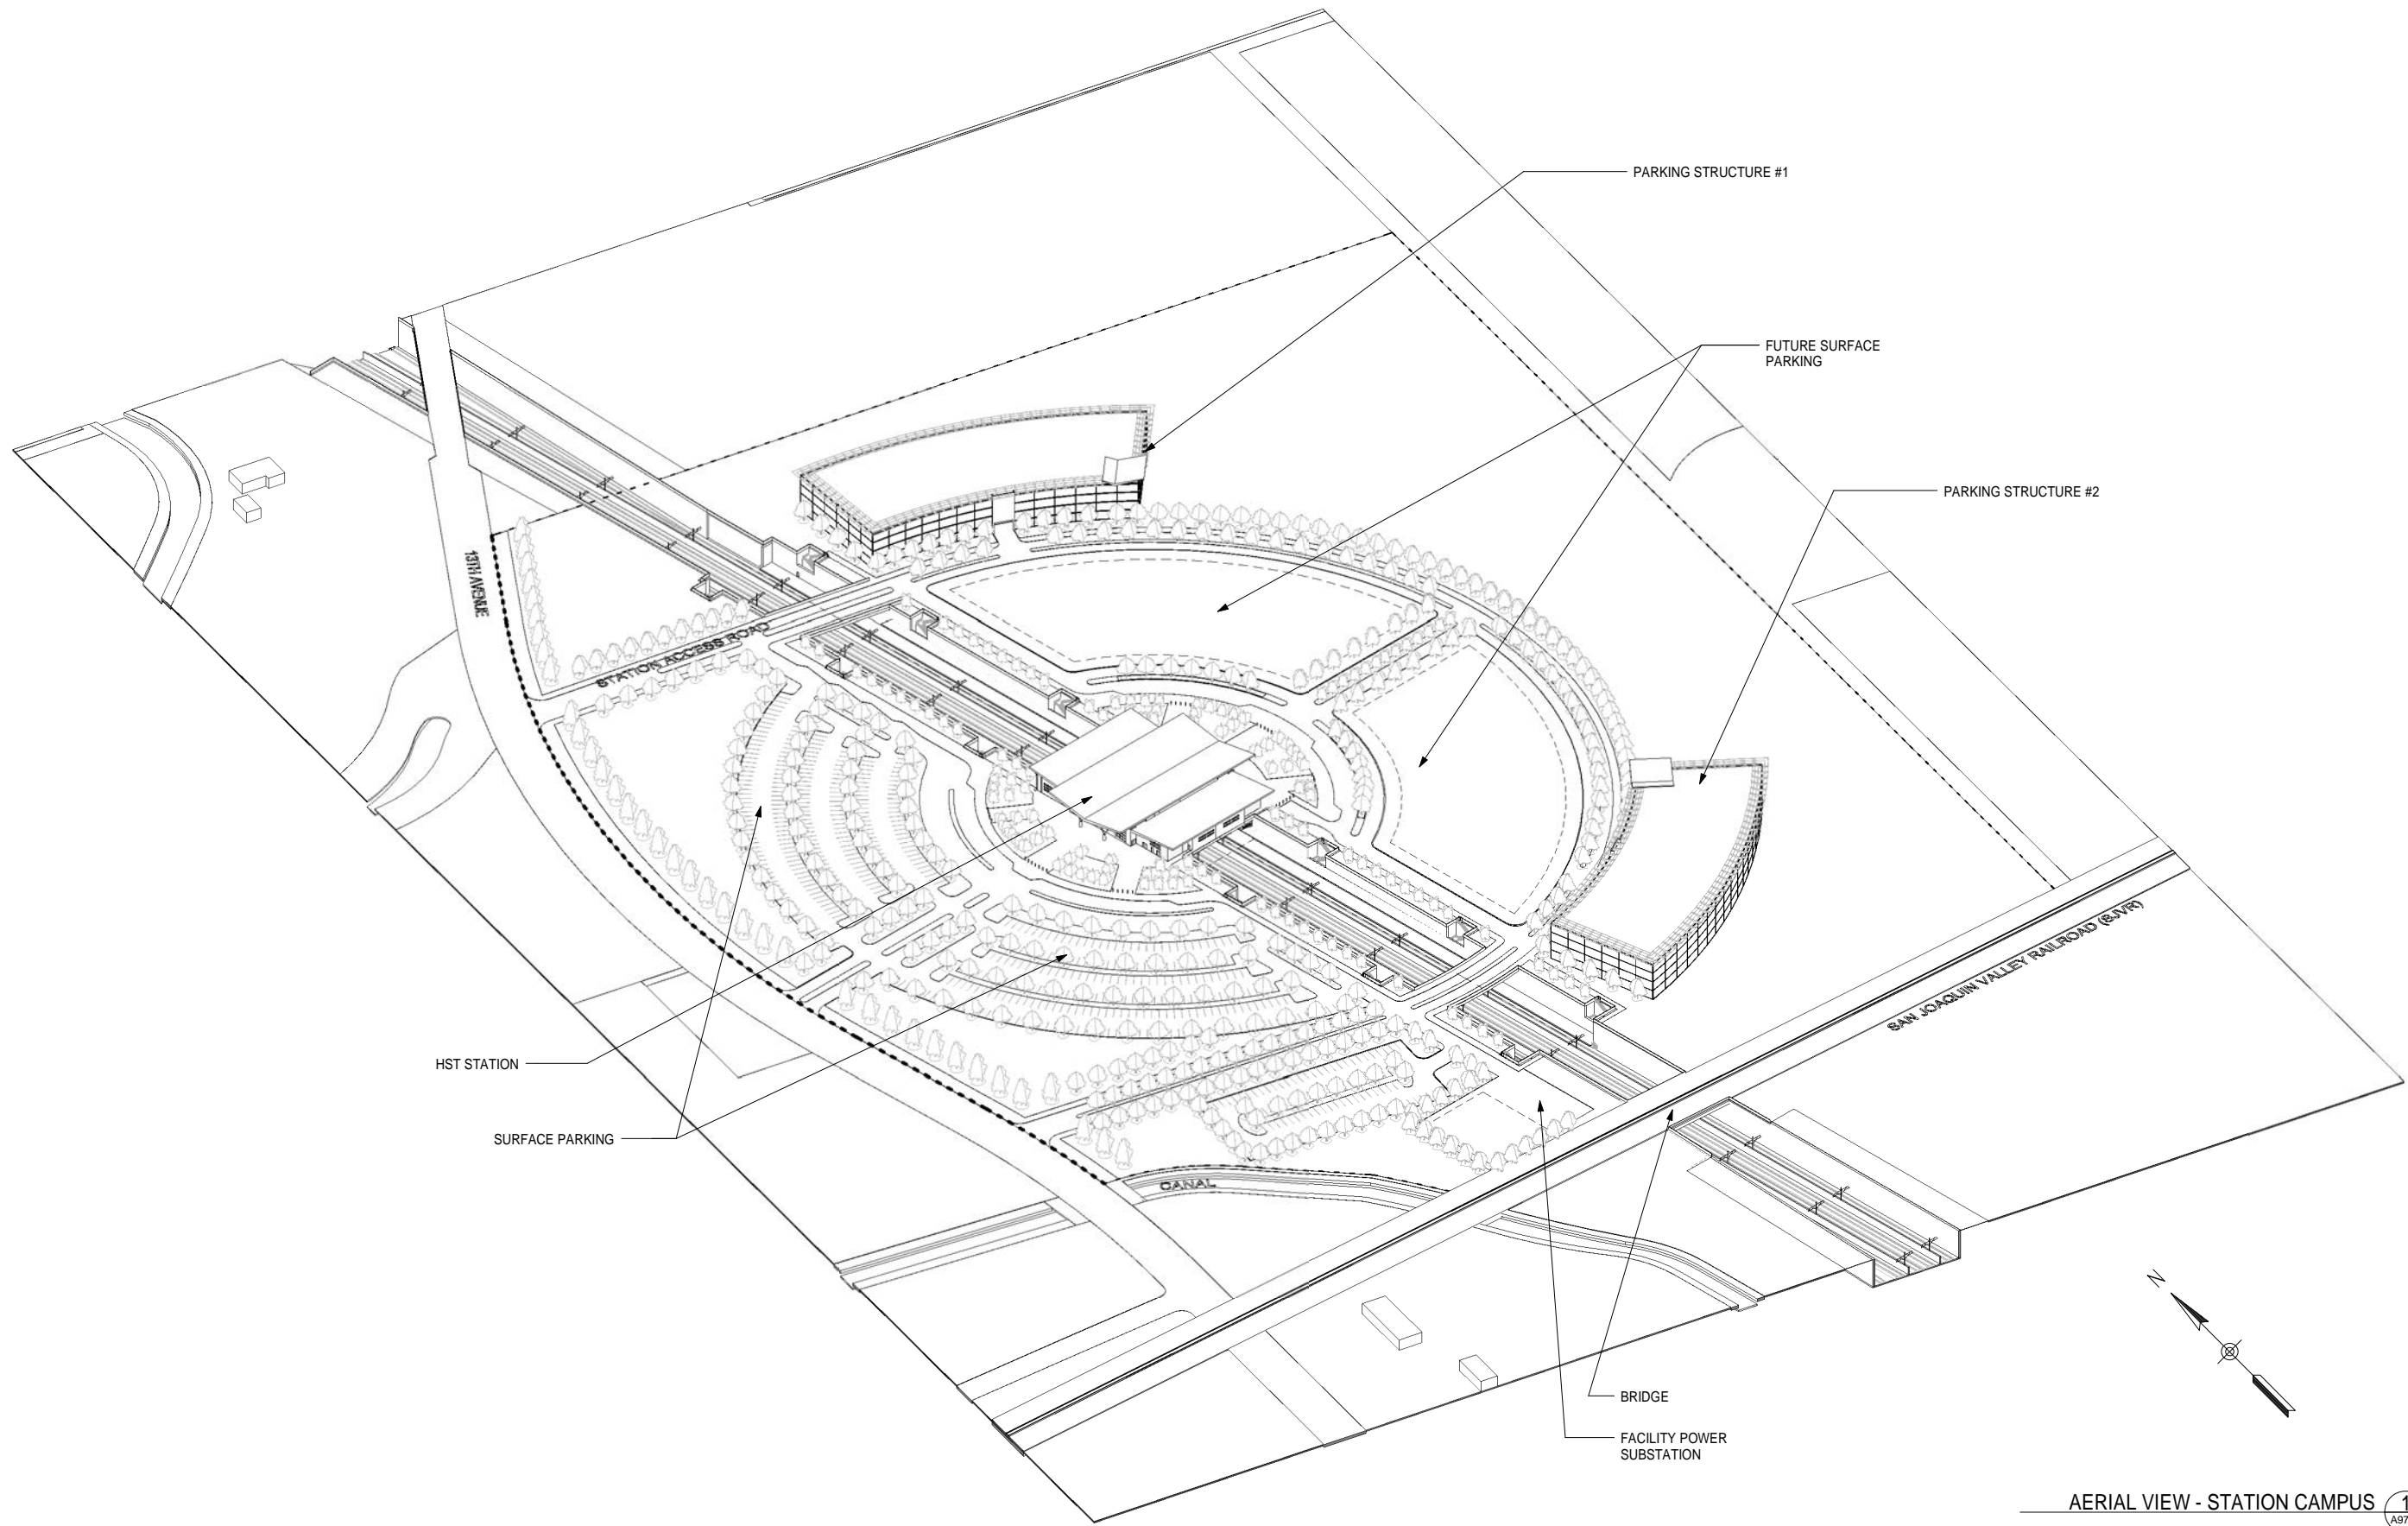 PARKING STRUCTURE #1
FUTURE SURFACE
PARKING
PARKING STRUCTURE #2
13TH AVENUE
STATION ACCESS ROAD
SAN JOAQUIN VALLEY RAILROAD (SJVR)
HST STATION
SURFACE PARKING
CANAL
N
BRIDGE
FACILITY POWER
SUBSTATION
AERIAL VIEW - STATION CAMPUS
1